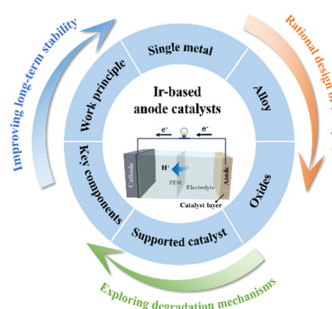 Improving long-term stability
Rational design of
Exploring degradation mechanisms
Single metal
Alloy
Oxides
Supported catalyst
Key components
Work principle
Ir-based
anode catalysts
e⁻
e⁻
Cathode
H⁺
PEM
Electrolyte
Anode
Catalyst layer